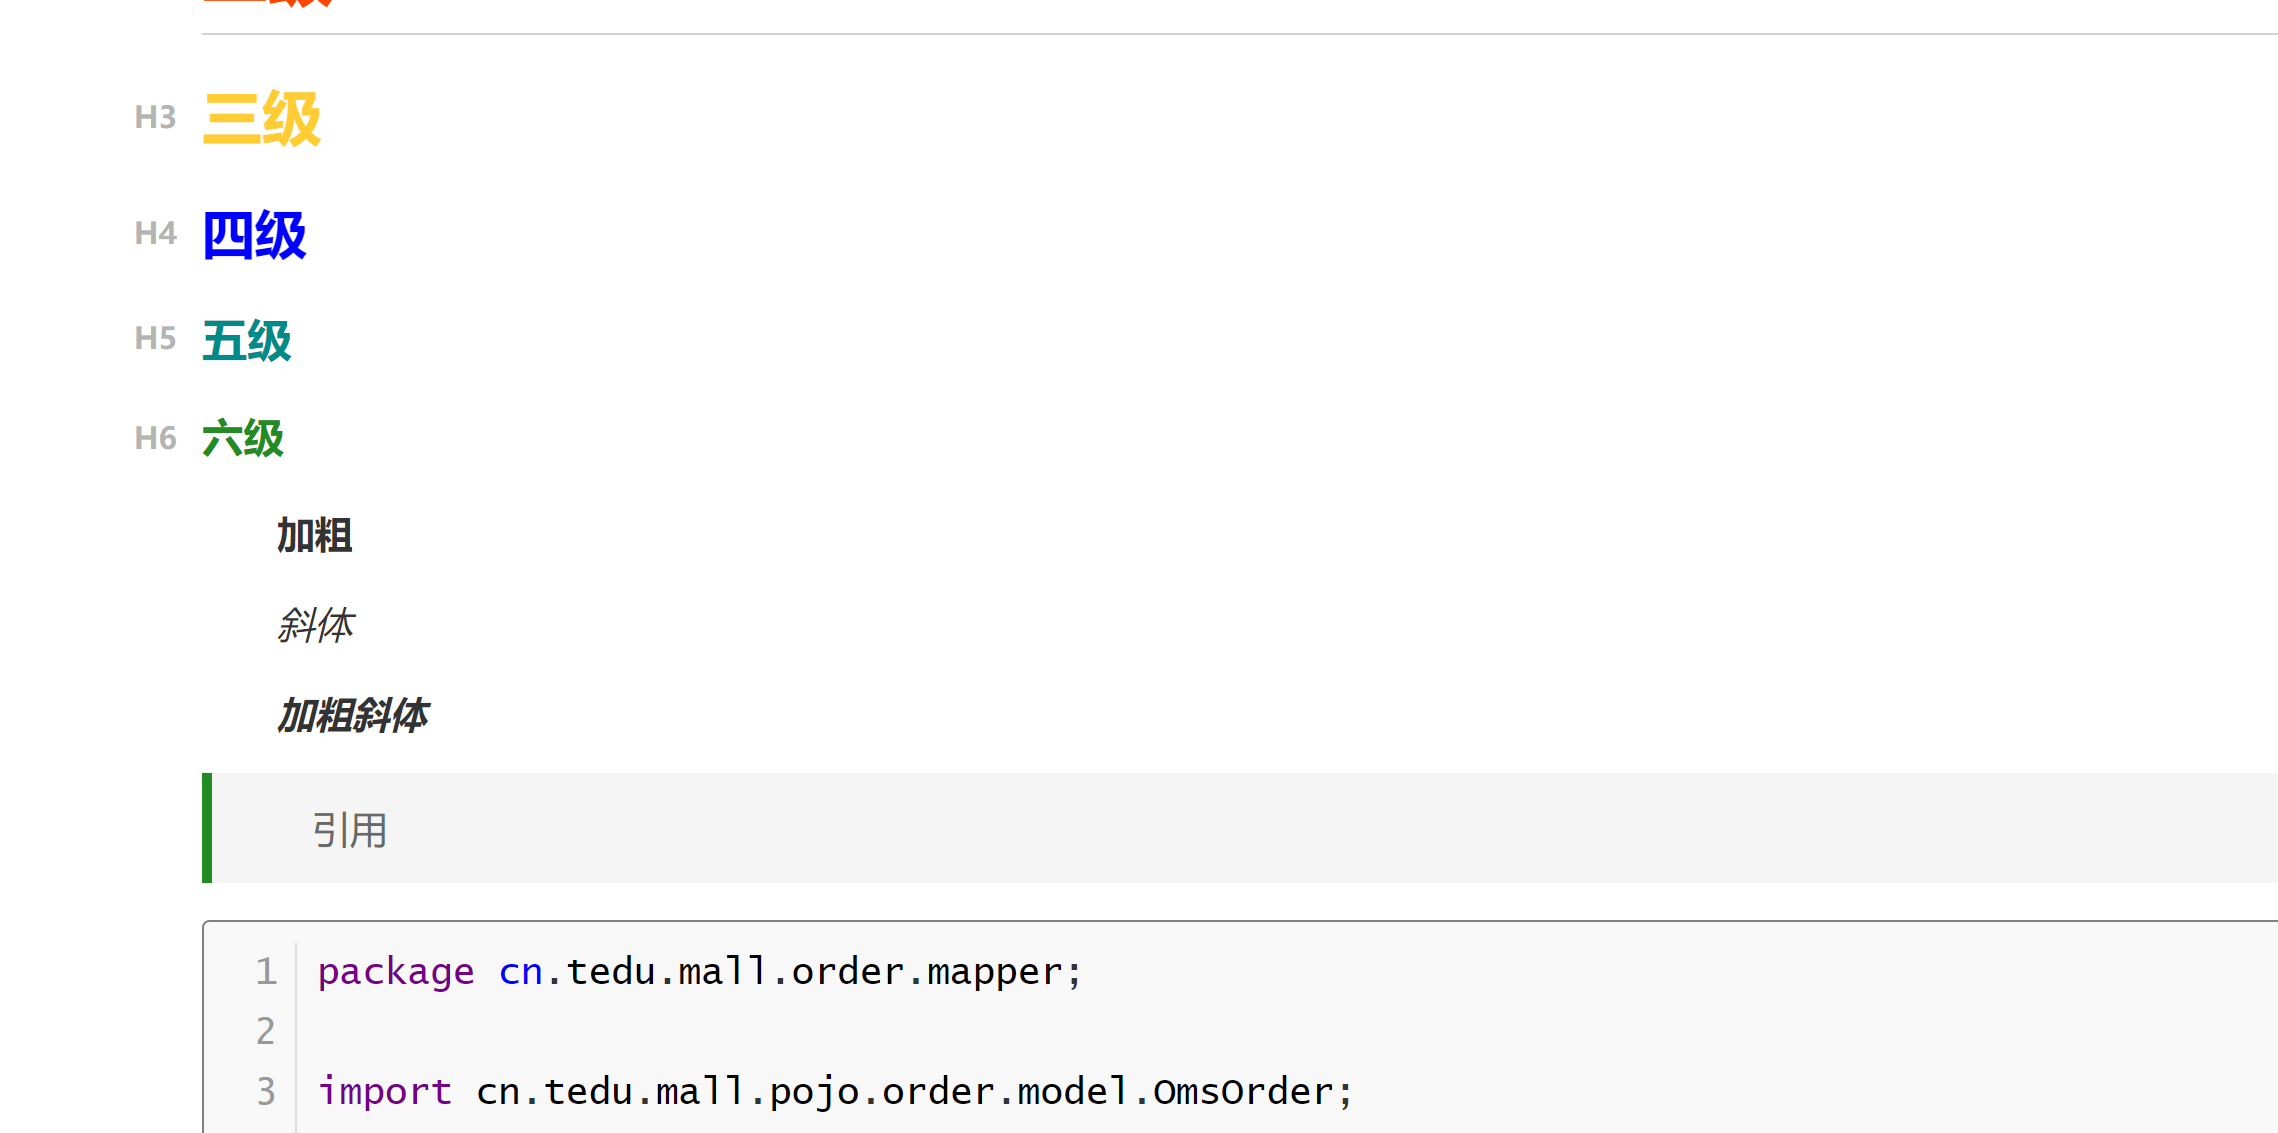 H3 三级
H4 四级
H5 五级
H6 六级
加粗
斜体
加粗斜体
引用
1 package cn.tedu.mall.order.mapper;
2
3 import cn.tedu.mall.pojo.order.model.OmsOrder;